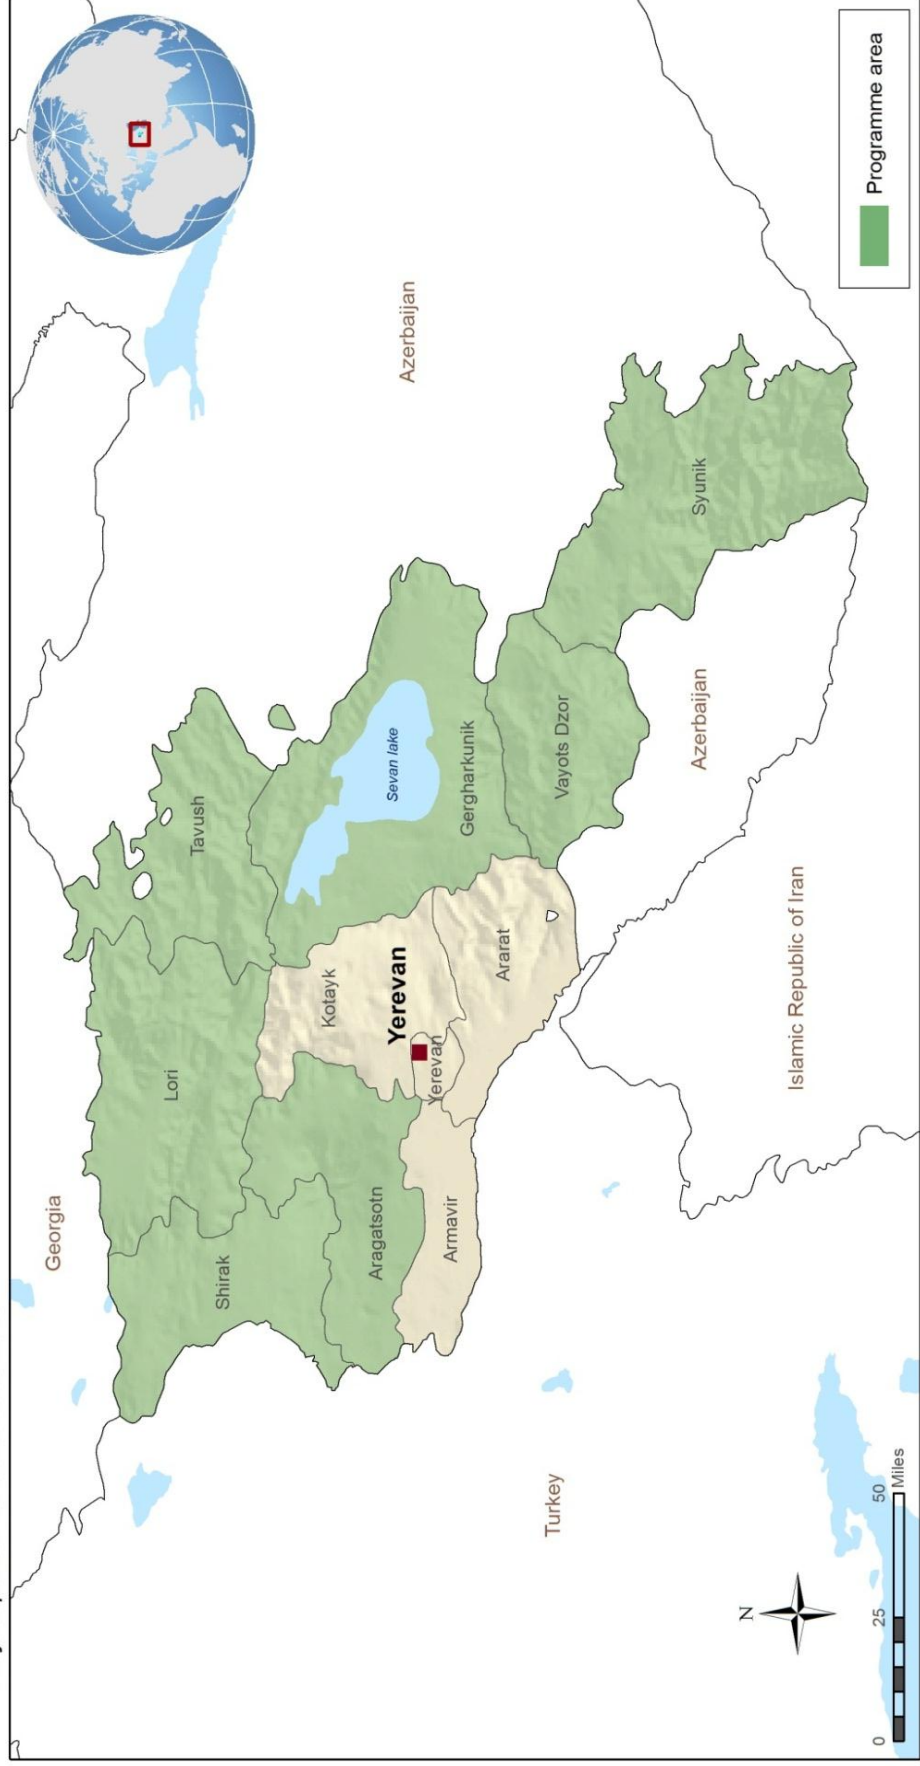 Georgia
Lori
Tavush
Shirak
Azerbaijan
Kotayk
Aragatsotn
Yerevan
Sevan lake
Yerevan
Armavir
Gergharkunik
Ararat
Turkey
Vayots Dzor
Syunik
Azerbaijan
N
Islamic Republic of Iran
0 25 50
Miles
Programme area